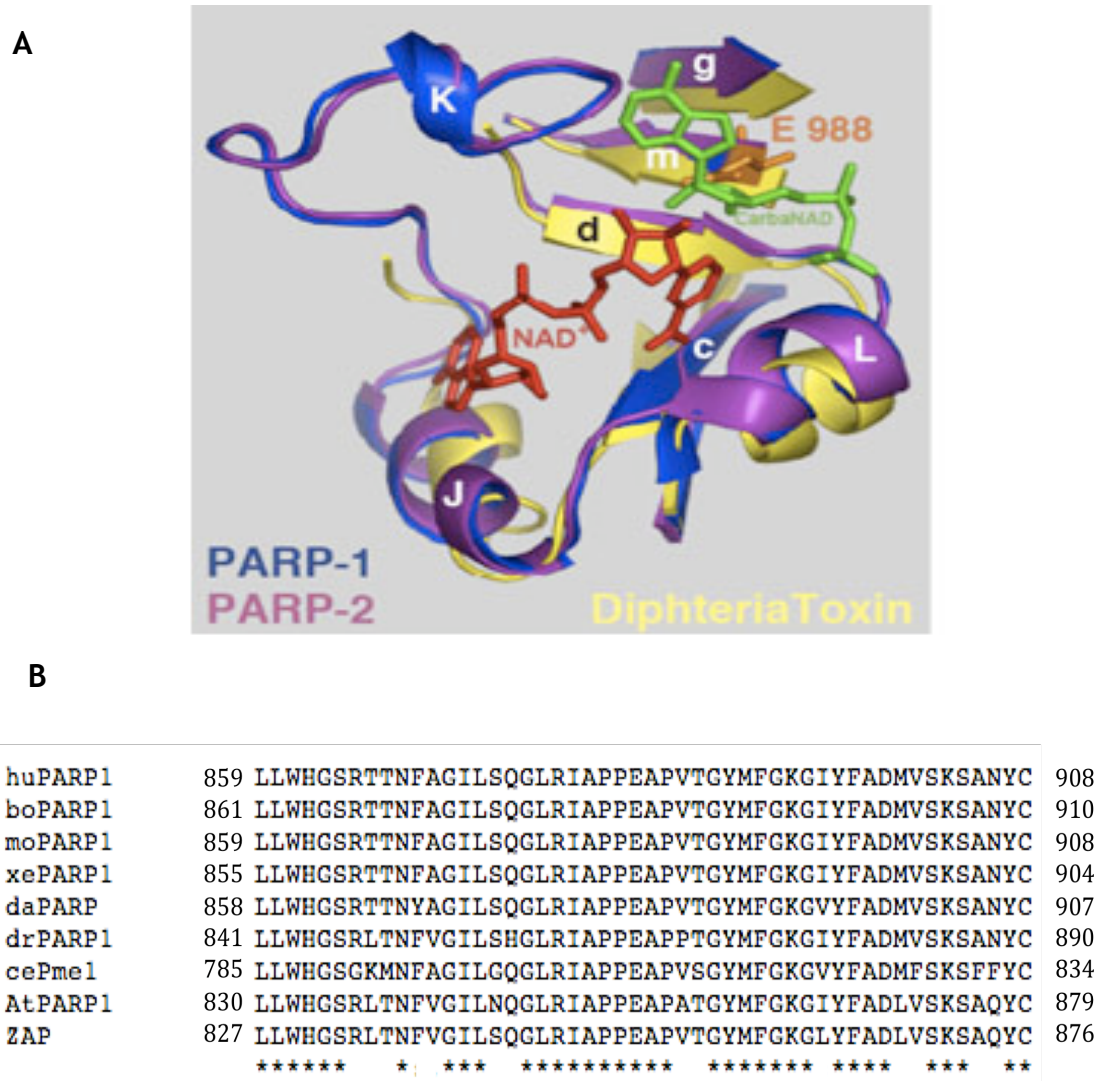 A
K
g
E 988
m
CarbaNAD
d
NAD+
c
L
J
PARP-1
PARP-2
DiphteriaToxin
B
huPARP1 859 LLWHGSRTTNFAGILSQGLRIAPPEAPVTGYMFGKGIYFADMVSKSANYC 908
boPARP1 861 LLWHGSRTTNFAGILSQGLRIAPPEAPVTGYMFGKGIYFADMVSKSANYC 910
moPARP1 859 LLWHGSRTTNFAGILSQGLRIAPPEAPVTGYMFGKGIYFADMVSKSANYC 908
xePARP1 855 LLWHGSRTTNFAGILSQGLRIAPPEAPVTGYMFGKGIYFADMVSKSANYC 904
daPARP 858 LLWHGSRTTNYAGILSQGLRIAPPEAPVTGYMFGKGVYFADMVSKSANYC 907
drPARP1 841 LLWHGSRLTNFVGILSHGLRIAPPEAPPTGYMFGKGIYFADMVSKSANYC 890
cePme1 785 LLWHGSGKMNFAGILGQGLRIAPPEAPVSGYMFGKGVYFADMFSKSFFYC 834
AtPARP1 830 LLWHGSRLTNFVGILNQGLRIAPPEAPATGYMFGKGIYFADLVSKSAQYC 879
ZAP 827 LLWHGSRLTNFVGILSQGLRIAPPEAPVTGYMFGKGLYFADLVSKSAQYC 876
****** * : *** ********** ******* **** *** **